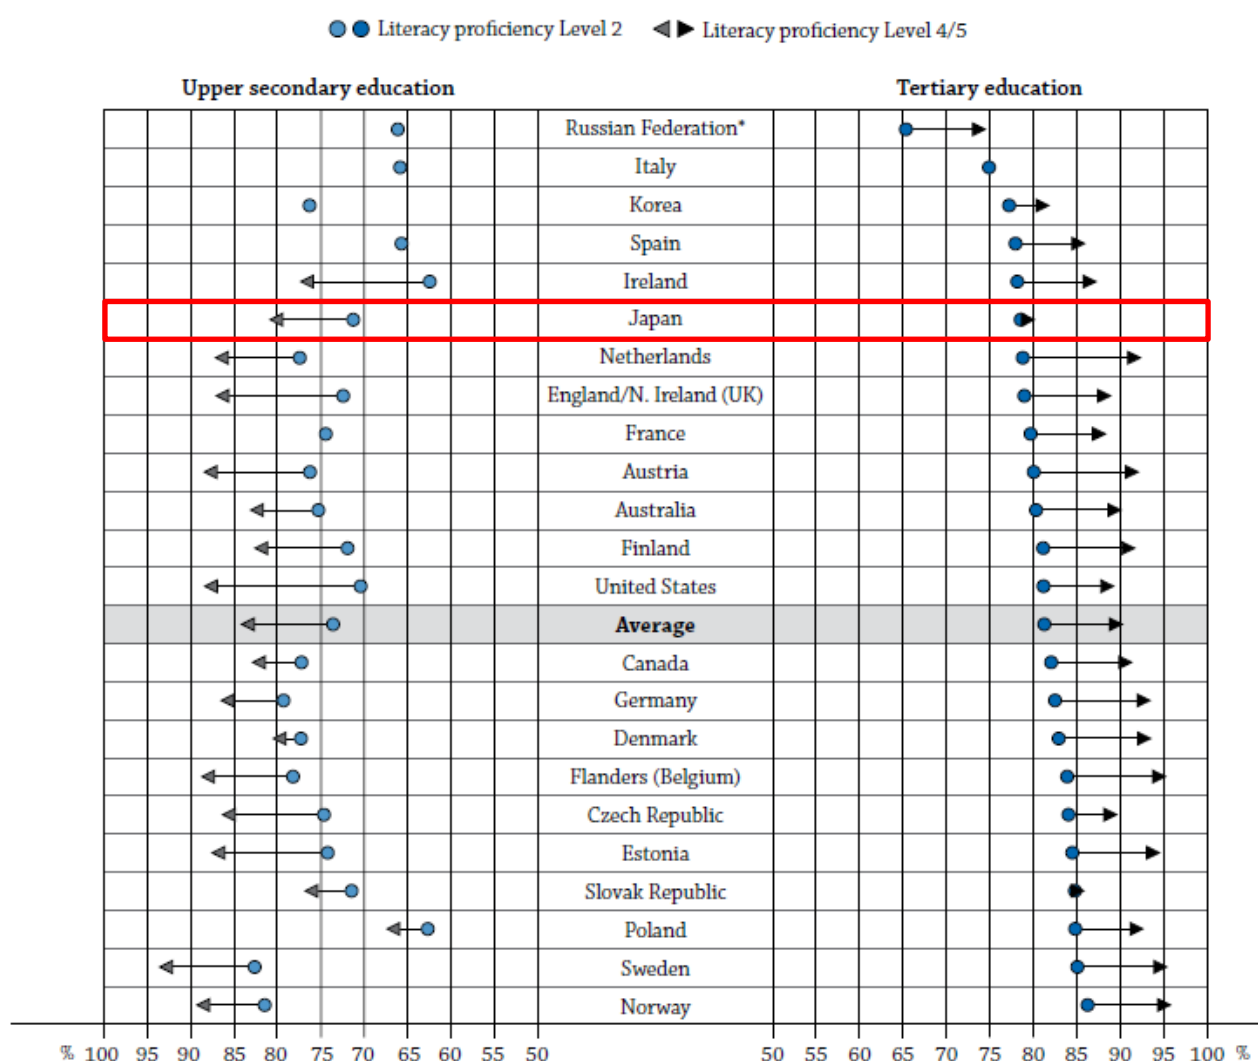 Literacy proficiency Level 2 Literacy proficiency Level 4/5
Upper secondary education Tertiary education
Russian Federation*
Italy
Korea
Spain
Ireland
Japan
Netherlands
England/N. Ireland (UK)
France
Austria
Australia
Finland
United States
Average
Canada
Germany
Denmark
Flanders (Belgium)
Czech Republic
Estonia
Slovak Republic
Poland
Sweden
Norway
% 100 95 90 85 80 75 70 65 60 55 50 50 55 60 65 70 75 80 85 90 95 100 %